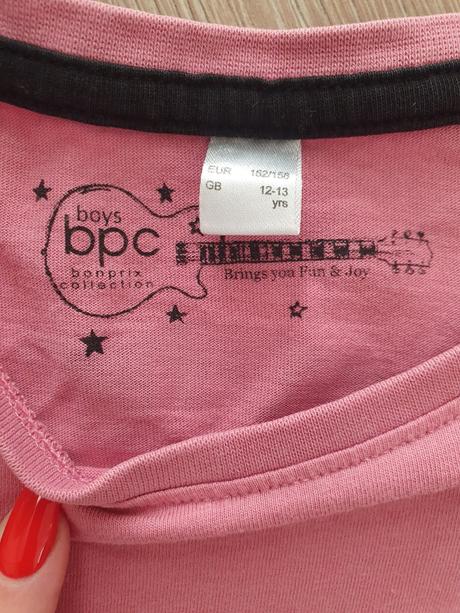 EUR 152/158
GB 12-13
yrs
boys
bpc
bonprix
collection
Brings you Fun & Joy